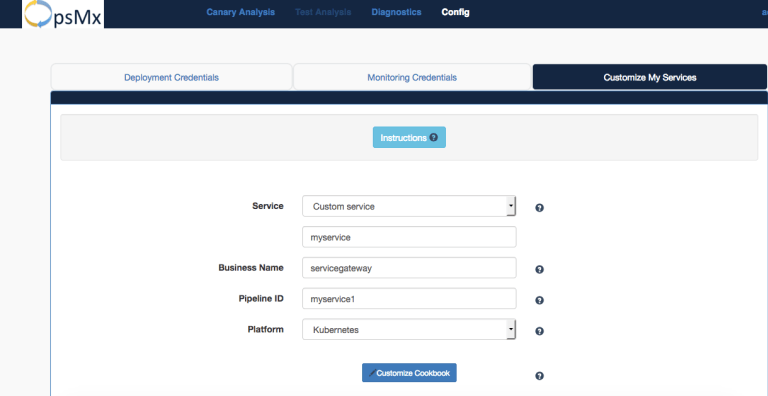 OpsMx
Canary Analysis Test Analysis Diagnostics Config
Deployment Credentials Monitoring Credentials Customize My Services
Instructions ?
Service Custom service ?
myservice
Business Name servicegateway ?
Pipeline ID myservice1 ?
Platform Kubernetes ?
Customize Cookbook ?